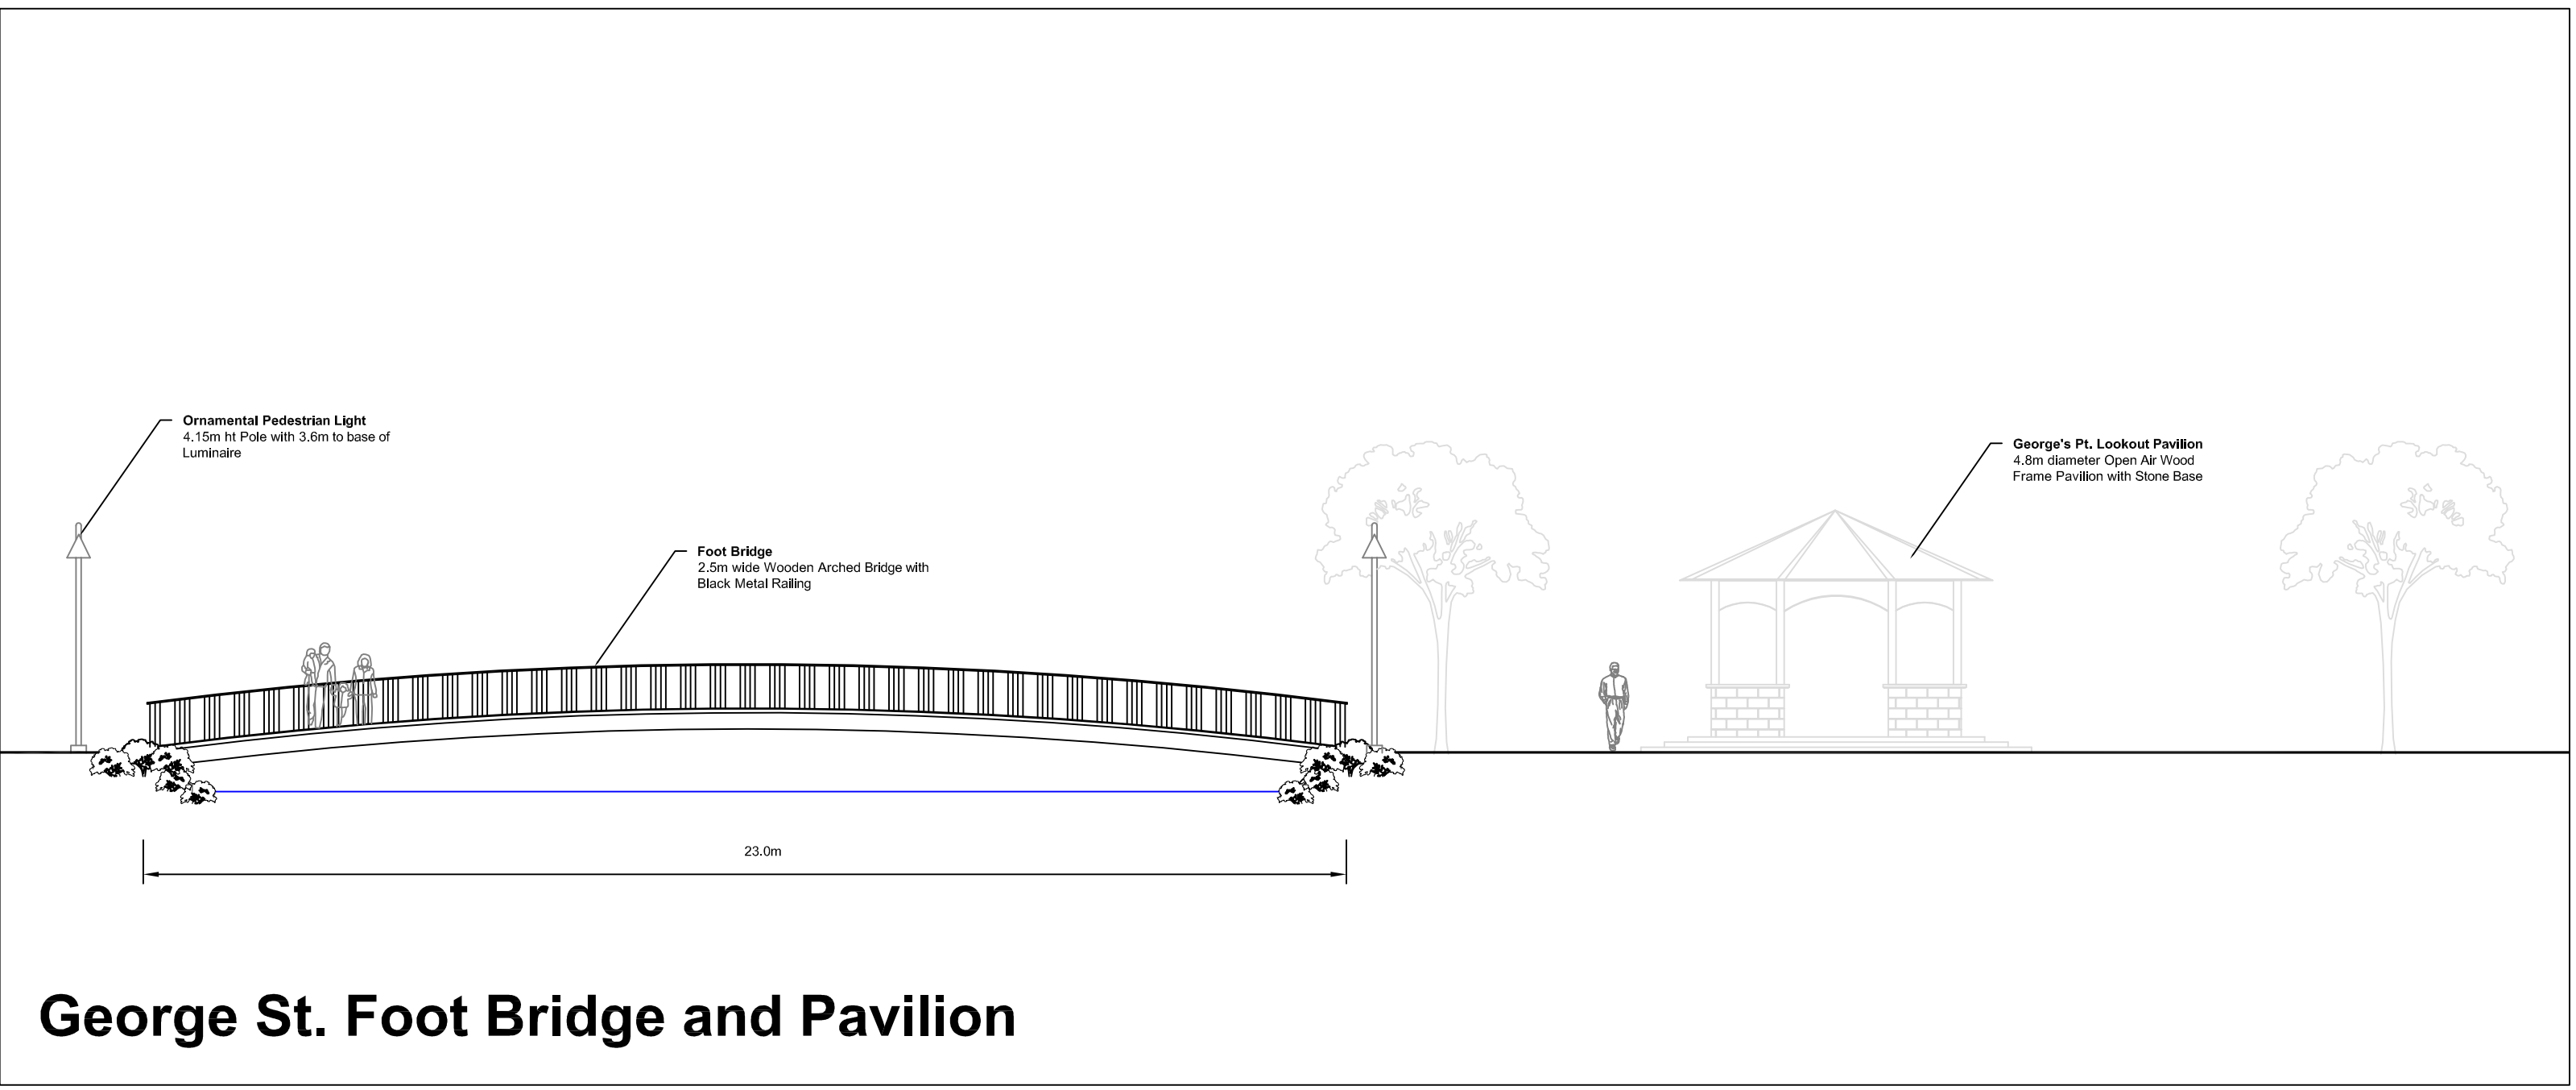 Ornamental Pedestrian Light
4.15m ht Pole with 3.6m to base of
Luminaire
George's Pt. Lookout Pavilion
4.8m diameter Open Air Wood
Frame Pavilion with Stone Base
Foot Bridge
2.5m wide Wooden Arched Bridge with
Black Metal Railing
23.0m
George St. Foot Bridge and Pavilion